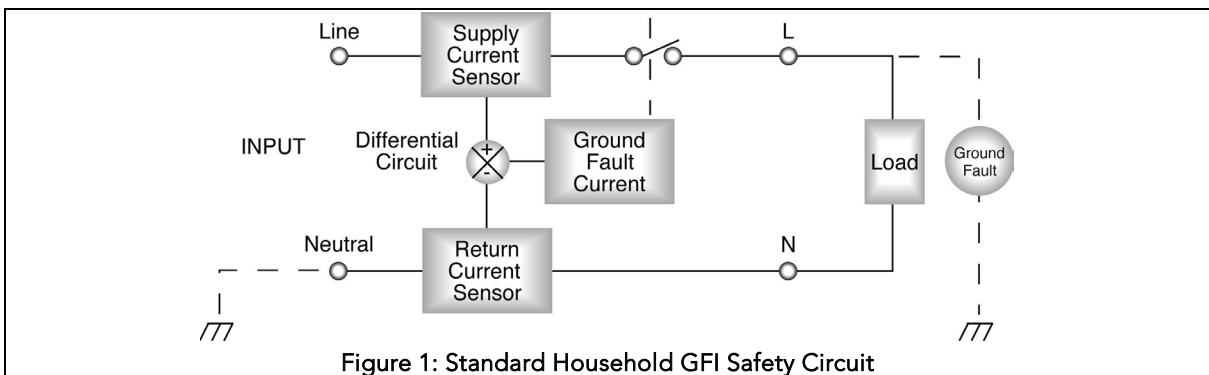 Line
Supply
Current
Sensor
L
INPUT
Differential
Circuit
+
-
Ground
Fault
Current
Load
Ground
Fault
Neutral
Return
Current
Sensor
N
Figure 1: Standard Household GFI Safety Circuit